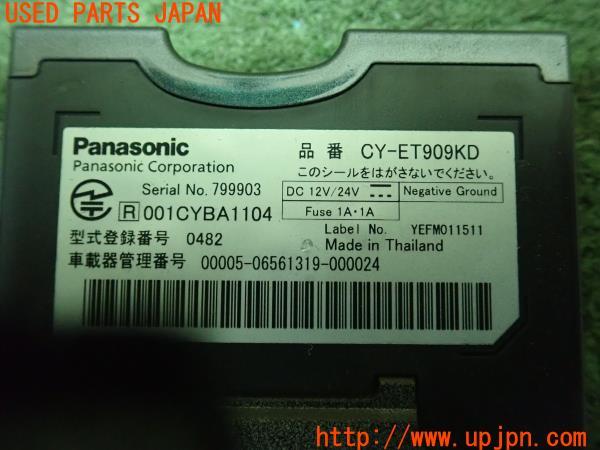 USED PARTS JAPAN
Panasonic
Panasonic Corporation
品番 CY-ET909KD
このシールをはがさないでください。
Serial No. 799903
DC 12V/24V
Negative Ground
R 001CYBA1104
Fuse 1A・1A
Label No. YEFM011511
型式登録番号 0482
Made in Thailand
車載器管理番号 00005-06561319-000024
http://www.upjpn.com